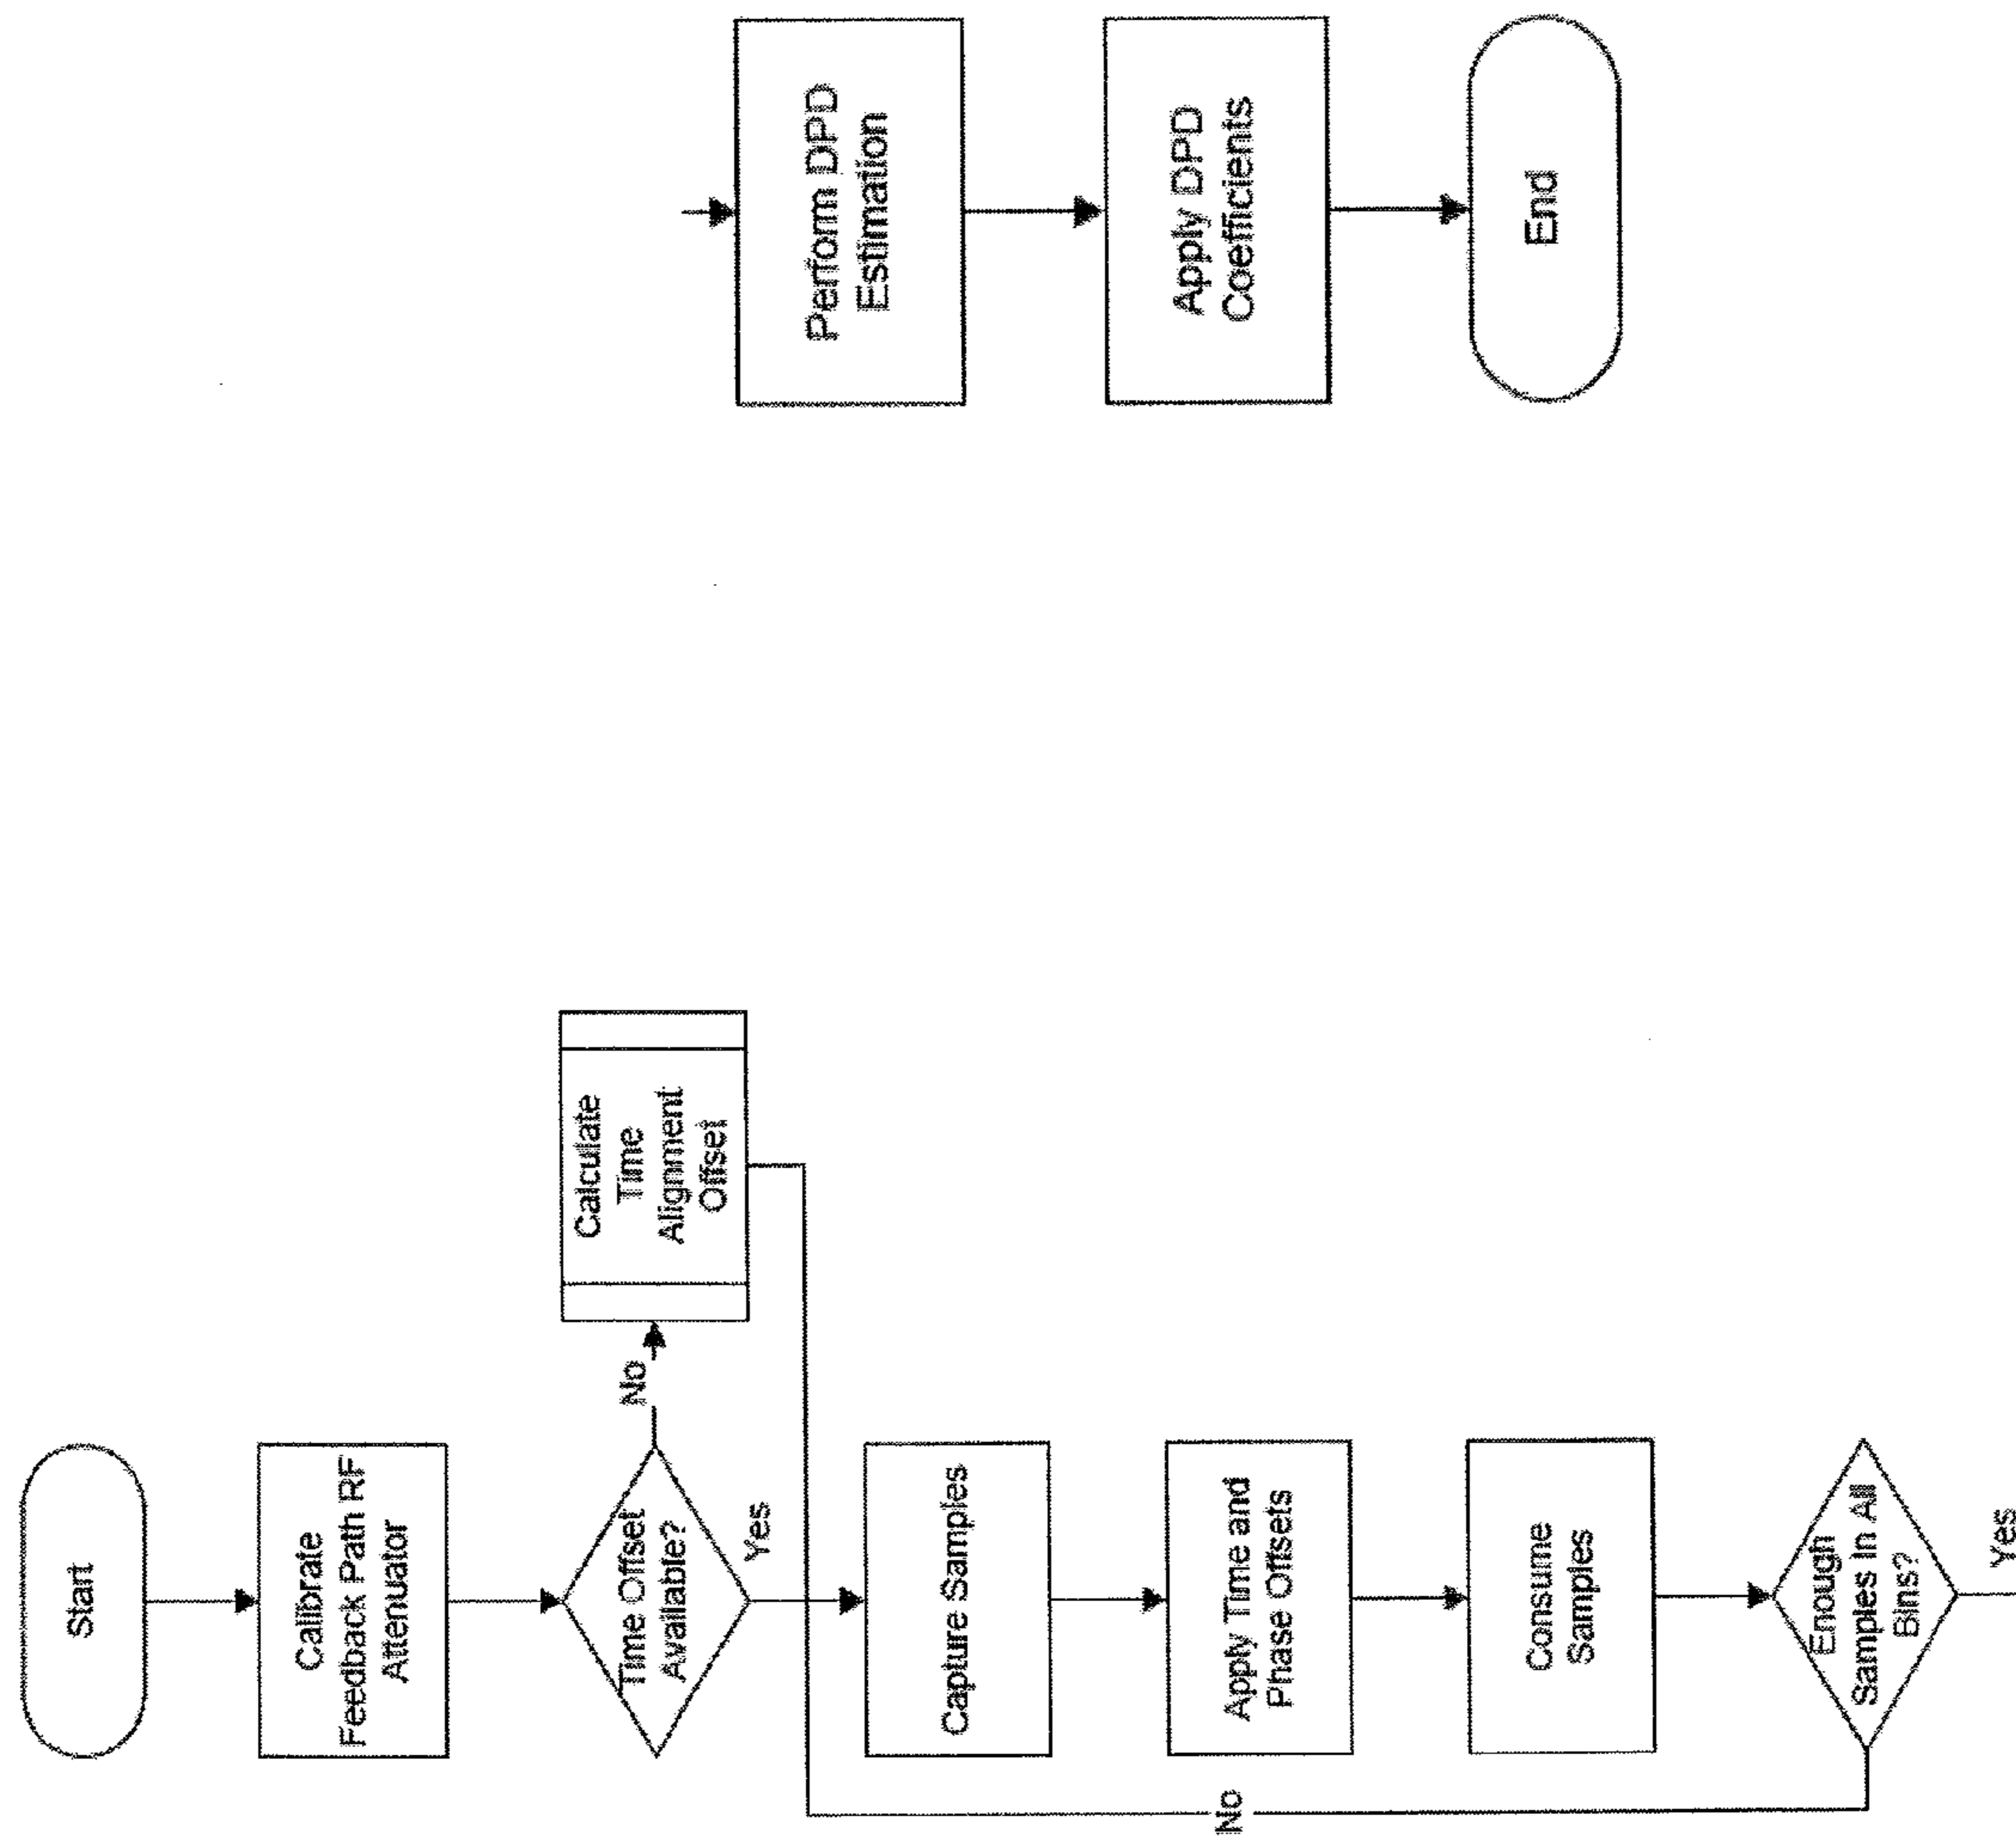 Start
Calibrate
Feedback Path RF
Attenuator
Time Offset
Available?
No
Calculate
Time
Alignment
Offset
Yes
Capture Samples
Apply Time and
Phase Offsets
Consume
Samples
Enough
Samples In All
Bins?
No
Yes
Perform DPD
Estimation
Apply DPD
Coefficients
End